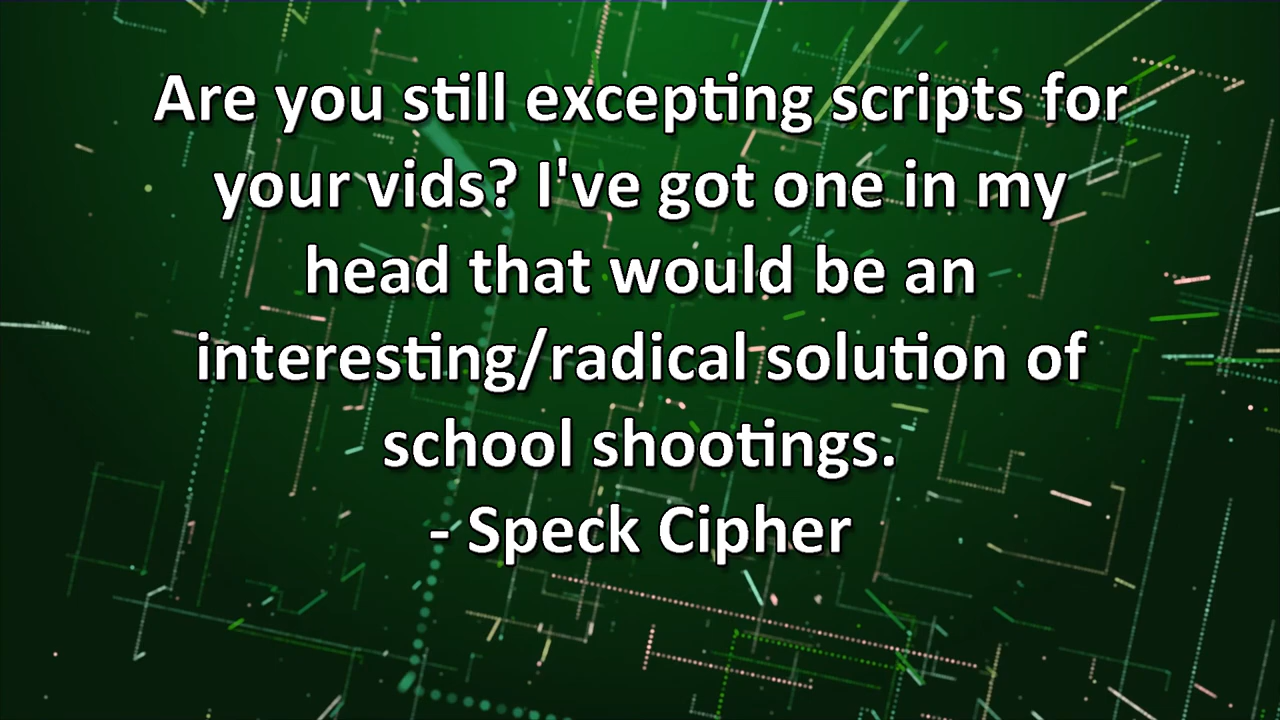 Are you still excepting scripts for
your vids? I've got one in my
head that would be an
interesting/radical solution of
school shootings.
- Speck Cipher